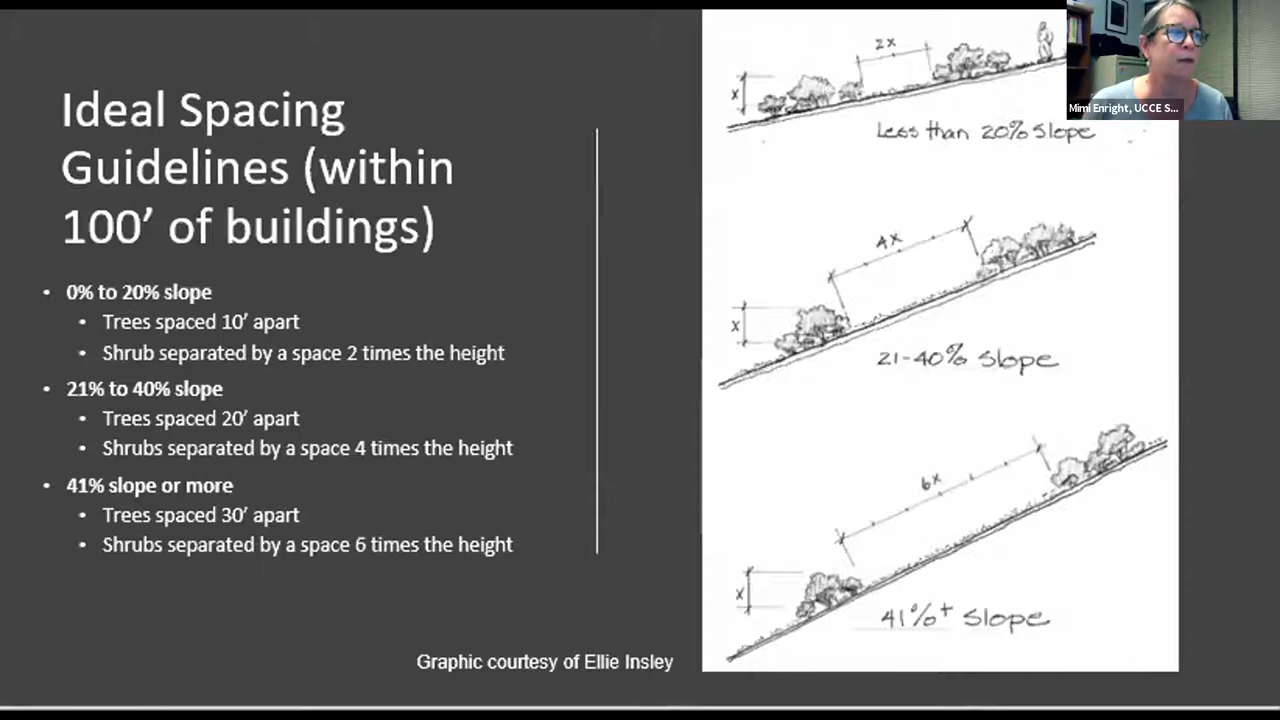 Ideal Spacing
Guidelines (within
100’ of buildings)
• 0% to 20% slope
• Trees spaced 10’ apart
• Shrub separated by a space 2 times the height
• 21% to 40% slope
• Trees spaced 20’ apart
• Shrubs separated by a space 4 times the height
• 41% slope or more
• Trees spaced 30’ apart
• Shrubs separated by a space 6 times the height
Graphic courtesy of Ellie Insley
2x
x
Less than 20% Slope
4x
x
21-40% Slope
6x
x
41%+ Slope
Mimi Enright, UCCE S...